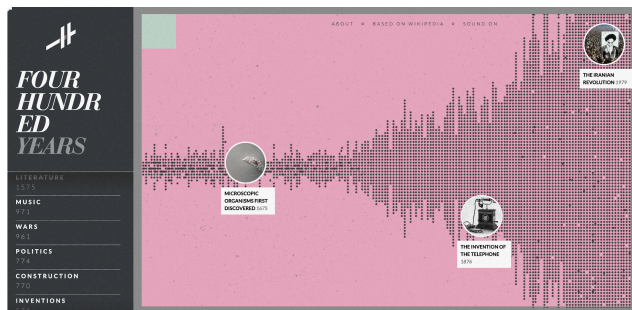 FOUR
HUNDR
ED
YEARS
LITERATURE
1575
MUSIC
971
WARS
961
POLITICS
774
CONSTRUCTION
770
INVENTIONS
ABOUT BASED ON WIKIPEDIA SOUND ON
THE IRANIAN
REVOLUTION 1979
MICROSCOPIC
ORGANISMS FIRST
DISCOVERED 1675
THE INVENTION OF
THE TELEPHONE
1876